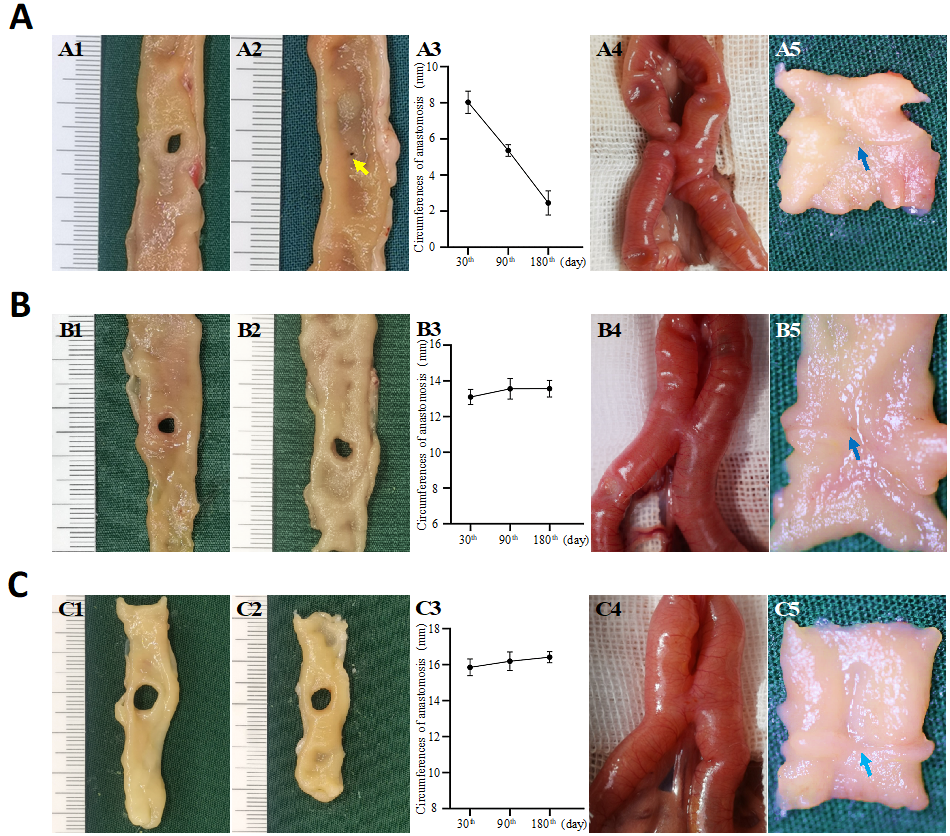 A
A1
A2
A3
A4
A5
Circumferences of anastomosis (mm)
10
8
6
4
2
0
30th 90th 180th (day)
B
B1
B2
B3
B4
B5
Circumferences of anastomosis (mm)
16
14
12
10
8
6
30th 90th 180th (day)
C
C1
C2
C3
C4
C5
Circumferences of anastomosis (mm)
18
16
14
12
10
8
30th 90th 180th (day)